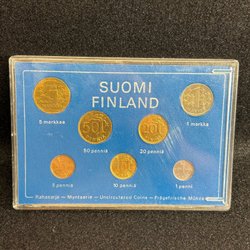 SUOMI
FINLAND
5 markkaa
1 markka
50 penniä
20 penniä
5 penniä
10 penniä
1 penni
Rahasarja - Myntserie - Uncirculated Coins - Prägefrische Münze